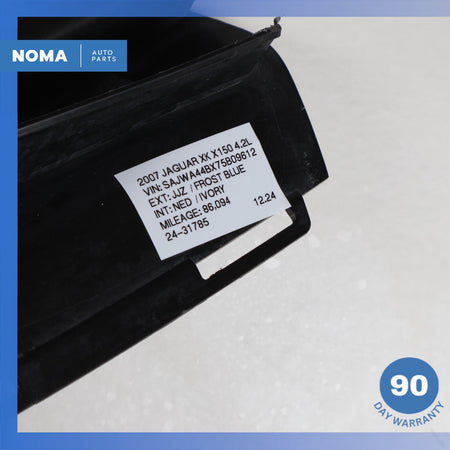 NOMA
AUTO
PARTS
2007 JAGUAR XK X150 4.2L
VIN: SAJWA44BX75B09612
EXT: JJZ / FROST BLUE
INT: NED / IVORY
MILEAGE: 86,094 12.24
24-31785
90
DAY WARRANTY